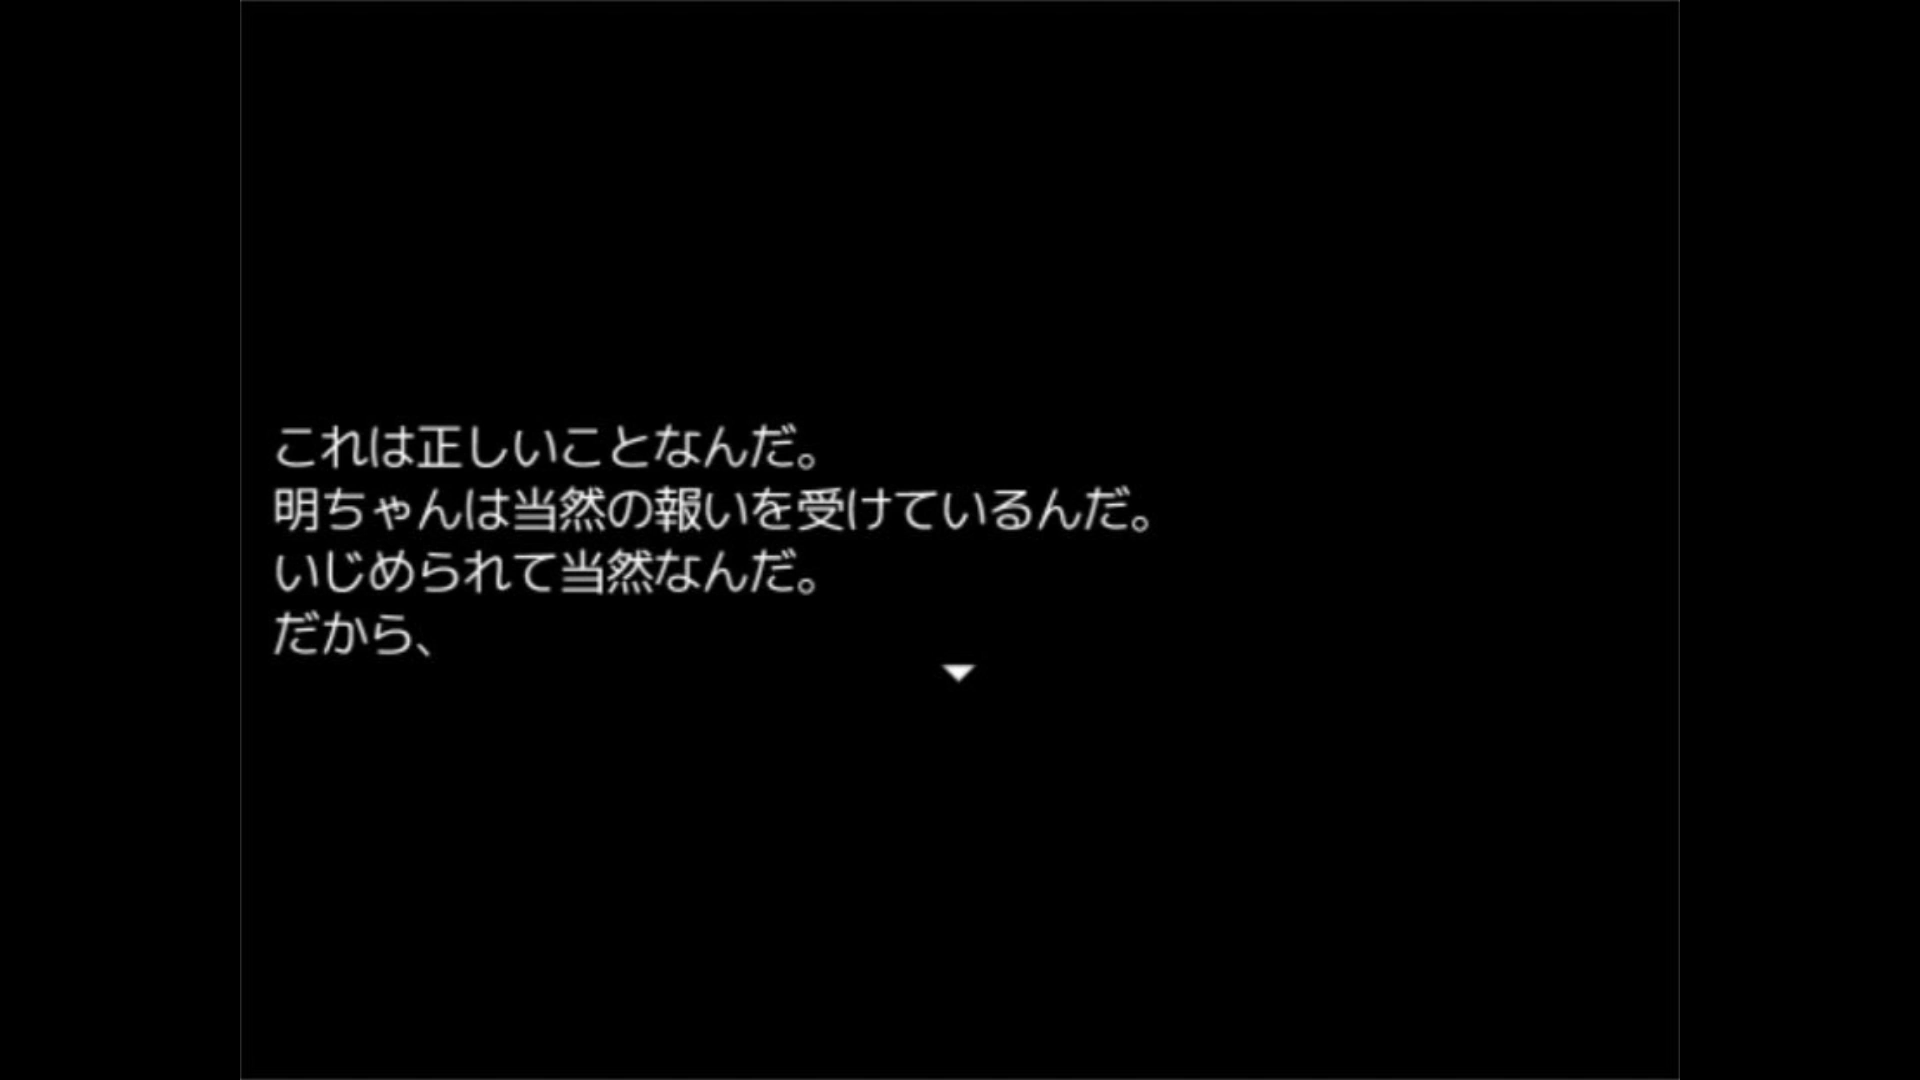 これは正しいことなんだ。
明ちゃんは当然の報いを受けているんだ。
いじめられて当然なんだ。
だから、